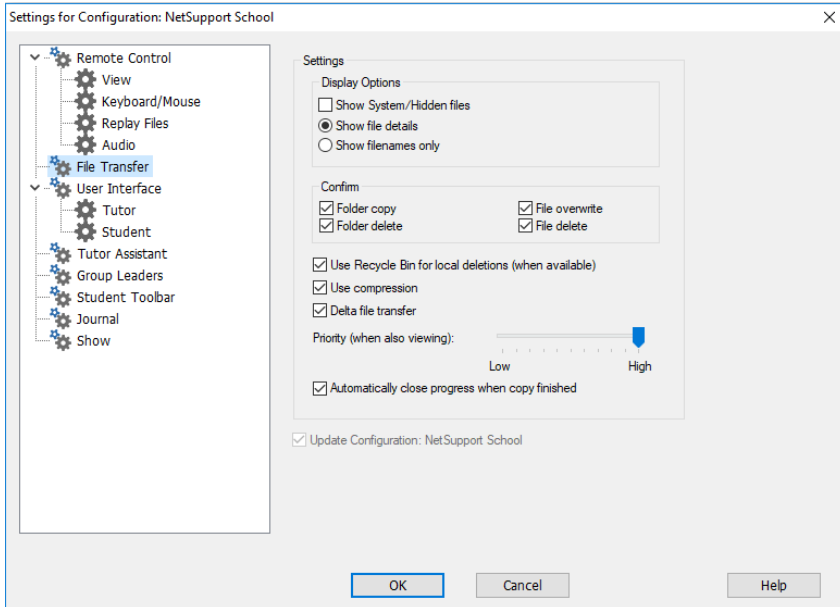 Settings for Configuration: NetSupport School
Remote Control
View
Keyboard/Mouse
Replay Files
Audio
File Transfer
User Interface
Tutor
Student
Tutor Assistant
Group Leaders
Student Toolbar
Journal
Show
Settings
Display Options
Show System/Hidden files
Show file details
Show filenames only
Confirm
Folder copy File overwrite
Folder delete File delete
Use Recycle Bin for local deletions (when available)
Use compression
Delta file transfer
Priority (when also viewing):
Low High
Automatically close progress when copy finished
Update Configuration: NetSupport School
OK Cancel Help